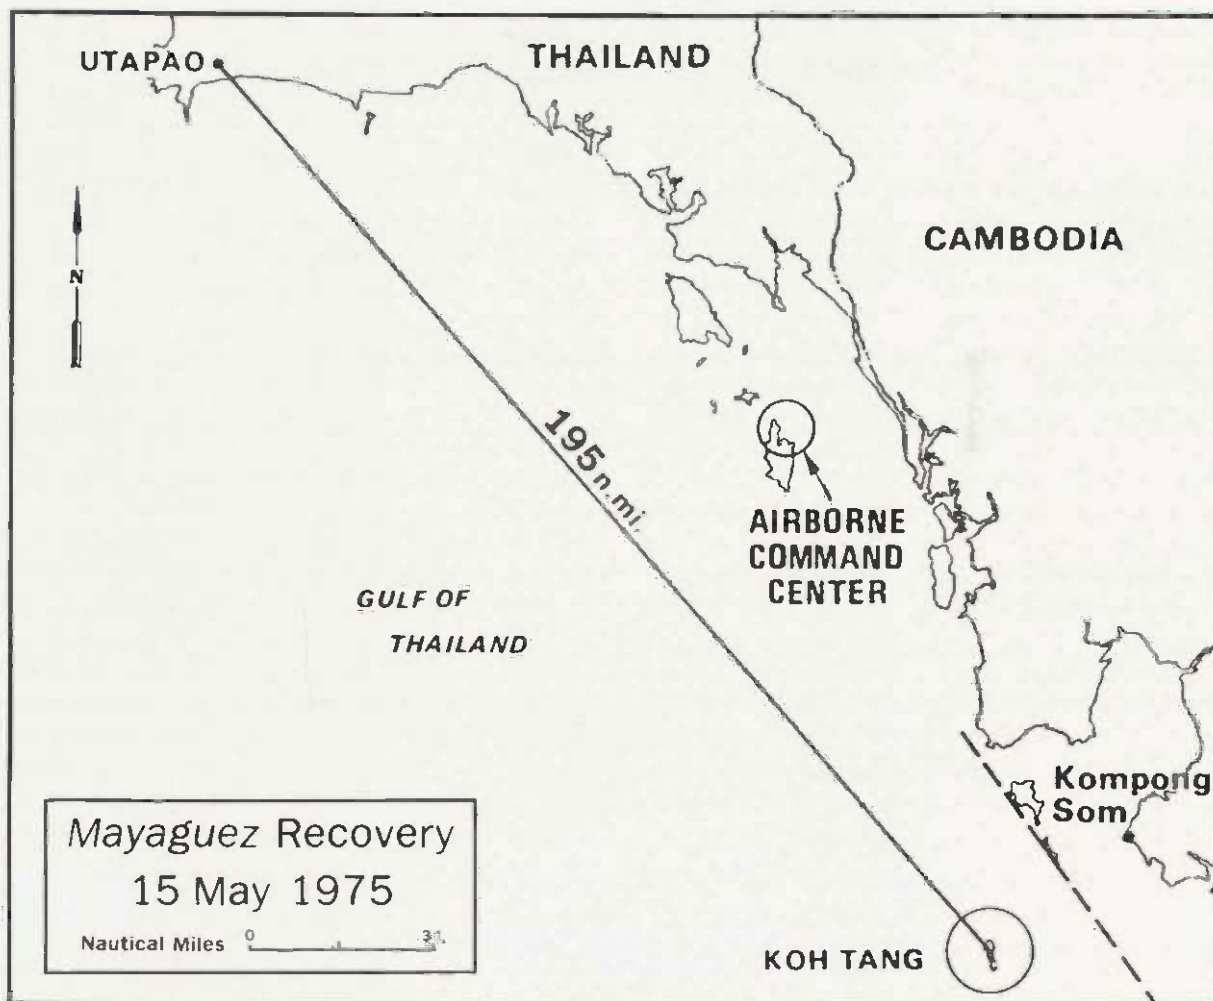 UTAPAO
THAILAND
N
CAMBODIA
195 n.mi.
AIRBORNE
COMMAND
CENTER
GULF OF
THAILAND
Kompong
Som
Mayaguez Recovery
15 May 1975
Nautical Miles 0
KOH TANG